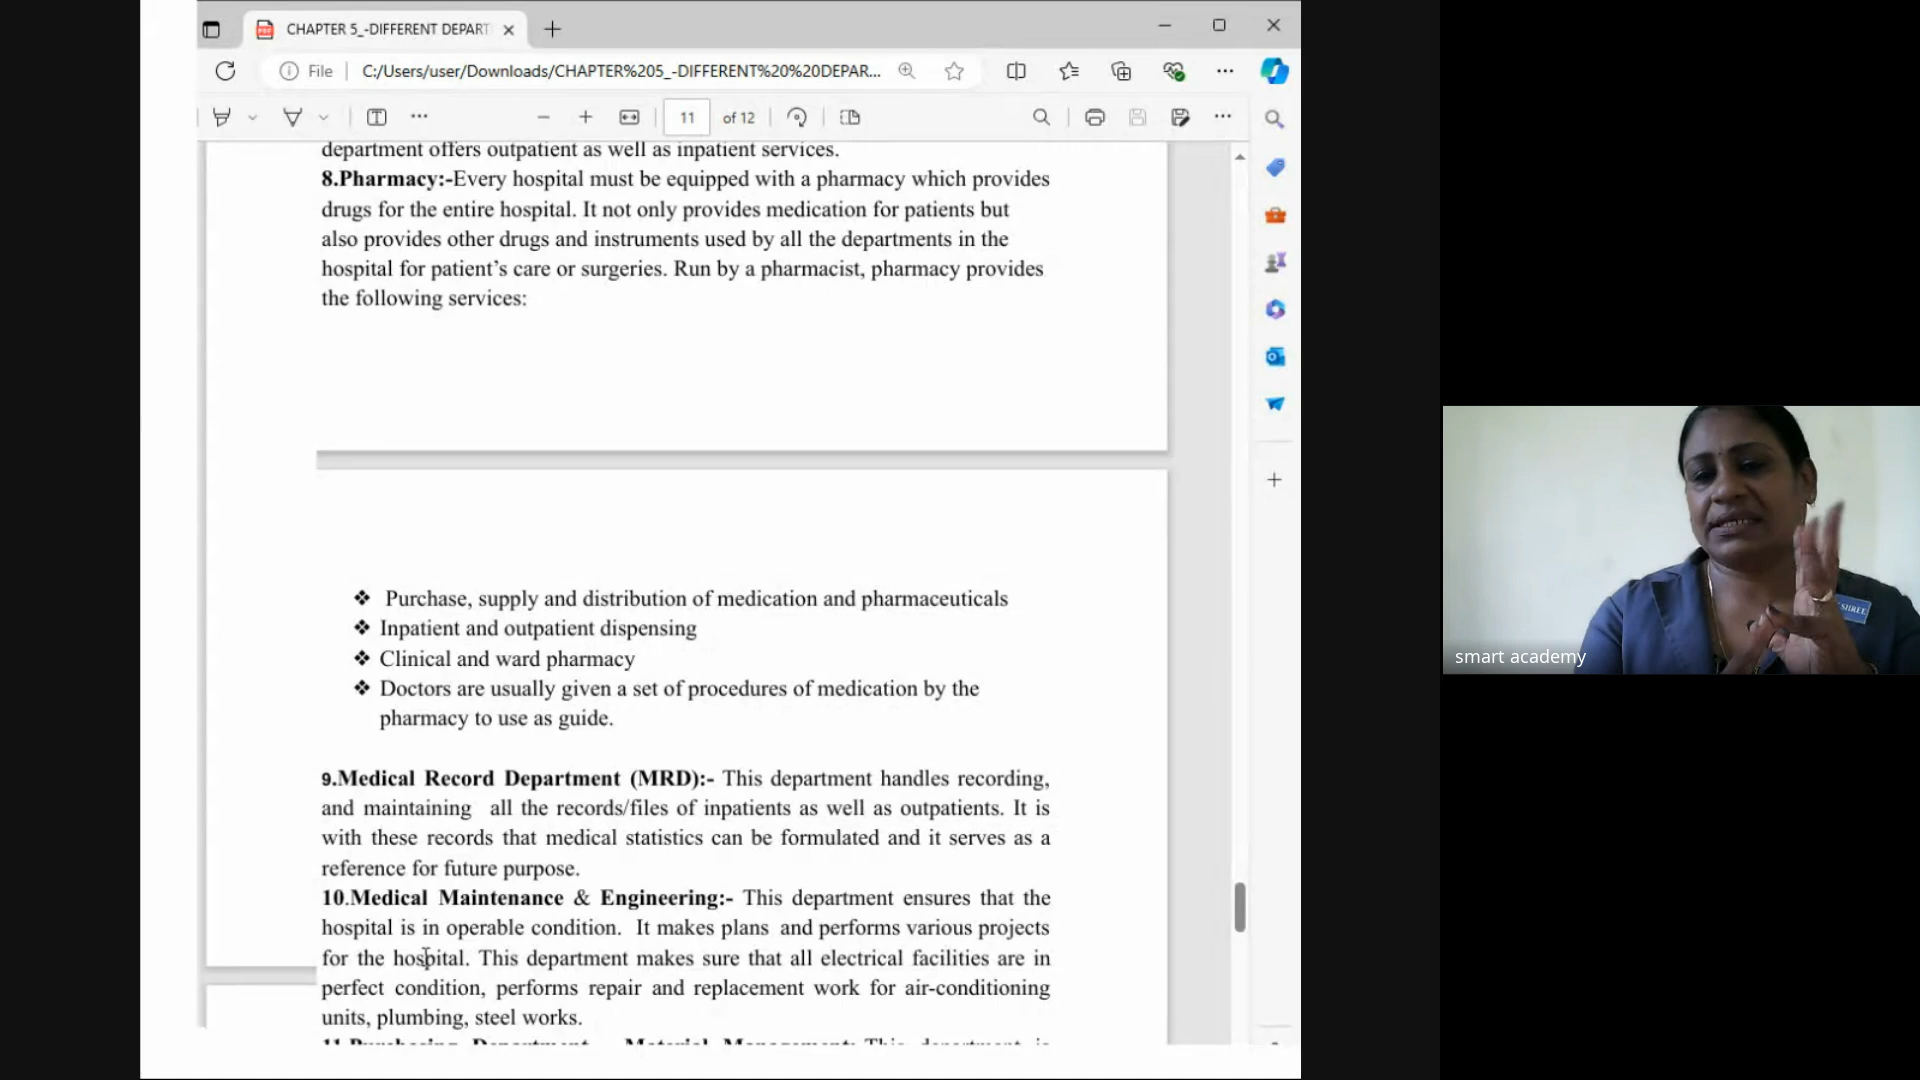 CHAPTER 5_-DIFFERENT DEPART
File
C:/Users/user/Downloads/CHAPTER%205_-DIFFERENT%20%20DEPAR...
11 of 12
department offers outpatient as well as inpatient services.
8.Pharmacy:-Every hospital must be equipped with a pharmacy which provides
drugs for the entire hospital. It not only provides medication for patients but
also provides other drugs and instruments used by all the departments in the
hospital for patient’s care or surgeries. Run by a pharmacist, pharmacy provides
the following services:
❖ Purchase, supply and distribution of medication and pharmaceuticals
❖ Inpatient and outpatient dispensing
❖ Clinical and ward pharmacy
❖ Doctors are usually given a set of procedures of medication by the
pharmacy to use as guide.
9.Medical Record Department (MRD):- This department handles recording,
and maintaining all the records/files of inpatients as well as outpatients. It is
with these records that medical statistics can be formulated and it serves as a
reference for future purpose.
10.Medical Maintenance & Engineering:- This department ensures that the
hospital is in operable condition. It makes plans and performs various projects
for the hospital. This department makes sure that all electrical facilities are in
perfect condition, performs repair and replacement work for air-conditioning
units, plumbing, steel works.
11.Purchasing Department Material Management: This department is
smart academy